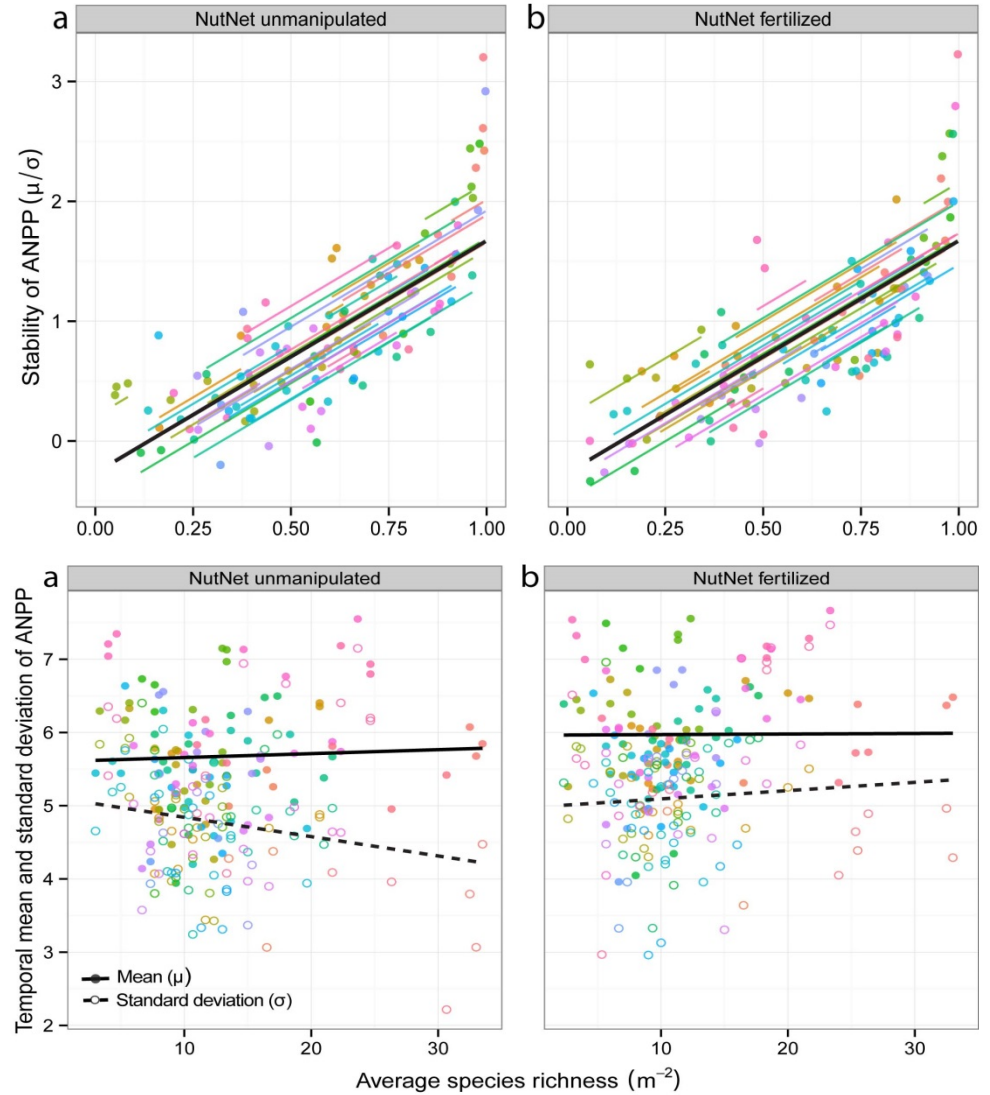 a
NutNet unmanipulated
b
NutNet fertilized
Stability of ANPP (μ/σ)
3
2
1
0
0.00 0.25 0.50 0.75 1.00
0.00 0.25 0.50 0.75 1.00
a
NutNet unmanipulated
b
NutNet fertilized
Temporal mean and standard deviation of ANPP
7
6
5
4
3
2
Mean (μ)
Standard deviation (σ)
10 20 30
10 20 30
Average species richness (m⁻²)